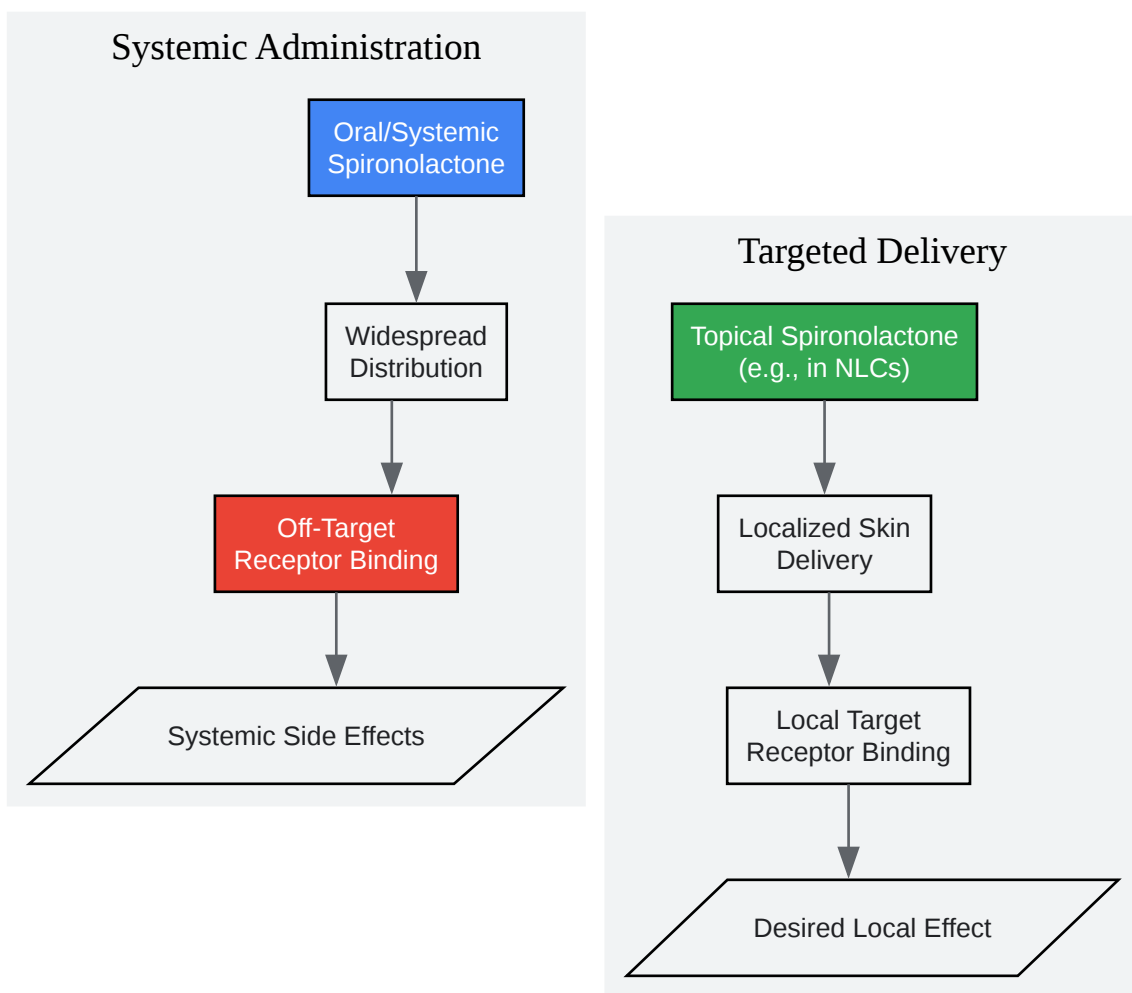 Systemic Administration
Oral/Systemic
Spironolactone
Widespread
Distribution
Off-Target
Receptor Binding
Systemic Side Effects
Targeted Delivery
Topical Spironolactone
(e.g., in NLCs)
Localized Skin
Delivery
Local Target
Receptor Binding
Desired Local Effect